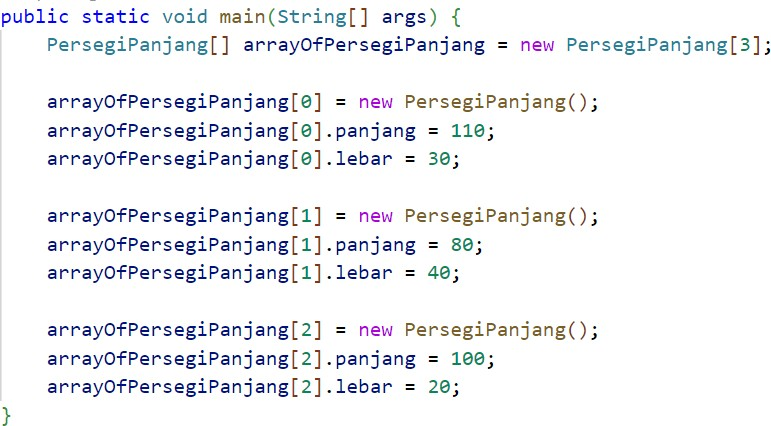 public static void main(String[] args) {
    PersegiPanjang[] arrayOfPersegiPanjang = new PersegiPanjang[3];
    arrayOfPersegiPanjang[0] = new PersegiPanjang();
    arrayOfPersegiPanjang[0].panjang = 110;
    arrayOfPersegiPanjang[0].lebar = 30;
    arrayOfPersegiPanjang[1] = new PersegiPanjang();
    arrayOfPersegiPanjang[1].panjang = 80;
    arrayOfPersegiPanjang[1].lebar = 40;
    arrayOfPersegiPanjang[2] = new PersegiPanjang();
    arrayOfPersegiPanjang[2].panjang = 100;
    arrayOfPersegiPanjang[2].lebar = 20;
}